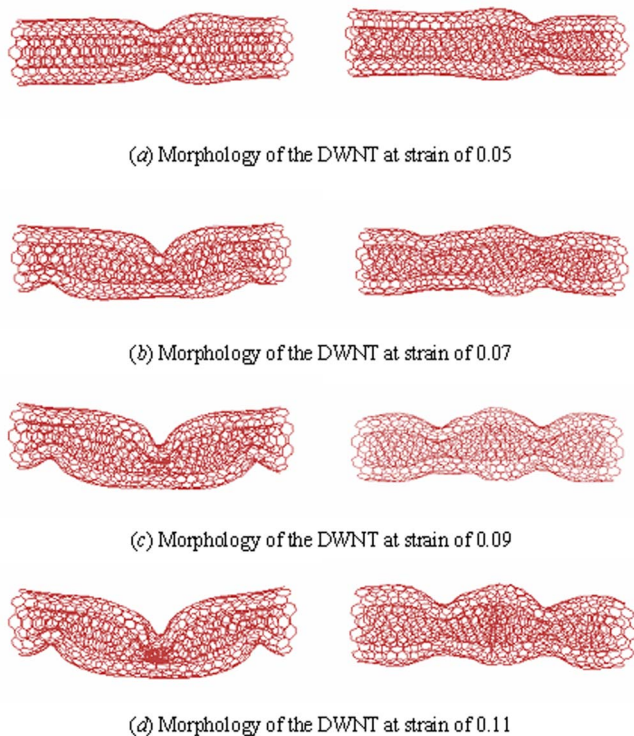 (a) Morphology of the DWNT at strain of 0.05
(b) Morphology of the DWNT at strain of 0.07
(c) Morphology of the DWNT at strain of 0.09
(d) Morphology of the DWNT at strain of 0.11